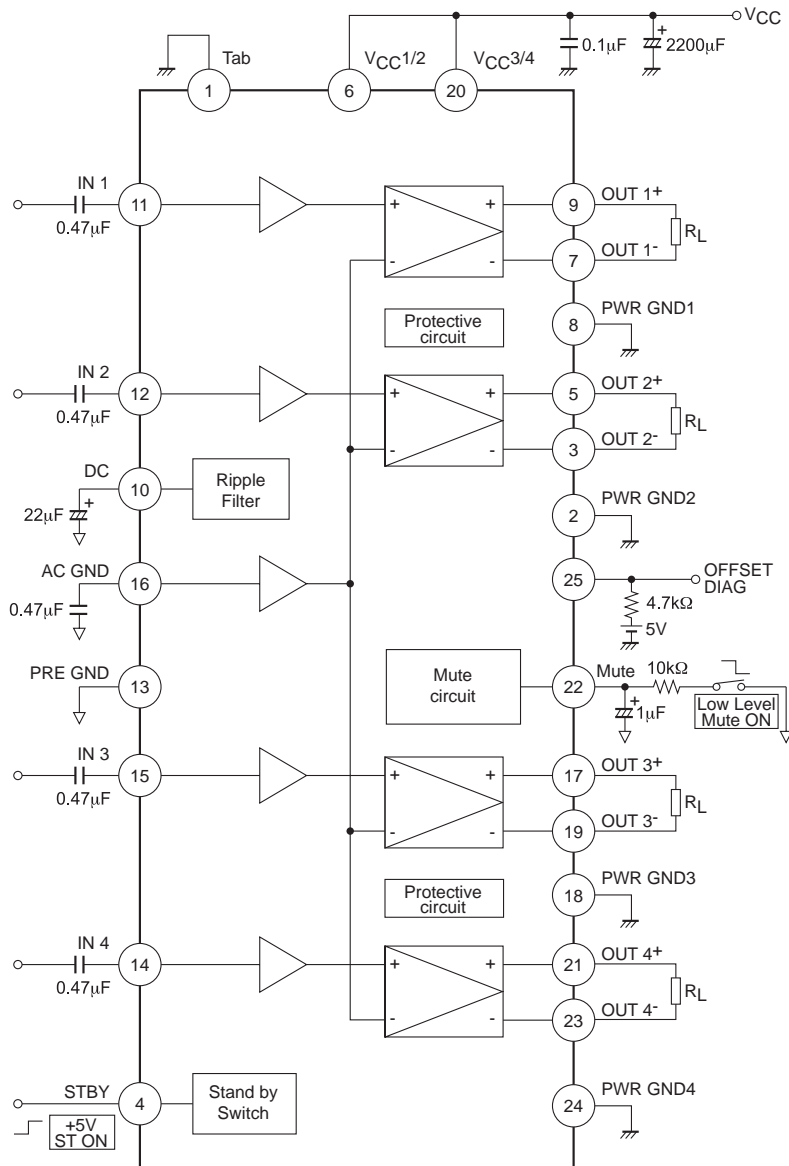 VCC
Tab
VCC1/2
VCC3/4
0.1µF
+
2200µF
1
6
20
IN 1
11
0.47µF
+
-
+
-
9
OUT 1+
7
OUT 1-
RL
Protective
circuit
8
PWR GND1
IN 2
12
0.47µF
+
-
+
-
5
OUT 2+
3
OUT 2-
RL
DC
10
+
22µF
Ripple
Filter
2
PWR GND2
AC GND
16
0.47µF
25
OFFSET
DIAG
4.7kΩ
5V
PRE GND
13
Mute
circuit
22
Mute
10kΩ
+
1µF
Low Level
Mute ON
IN 3
15
0.47µF
+
-
+
-
17
OUT 3+
19
OUT 3-
RL
Protective
circuit
18
PWR GND3
IN 4
14
0.47µF
+
-
+
-
21
OUT 4+
23
OUT 4-
RL
STBY
4
+5V
ST ON
Stand by
Switch
24
PWR GND4